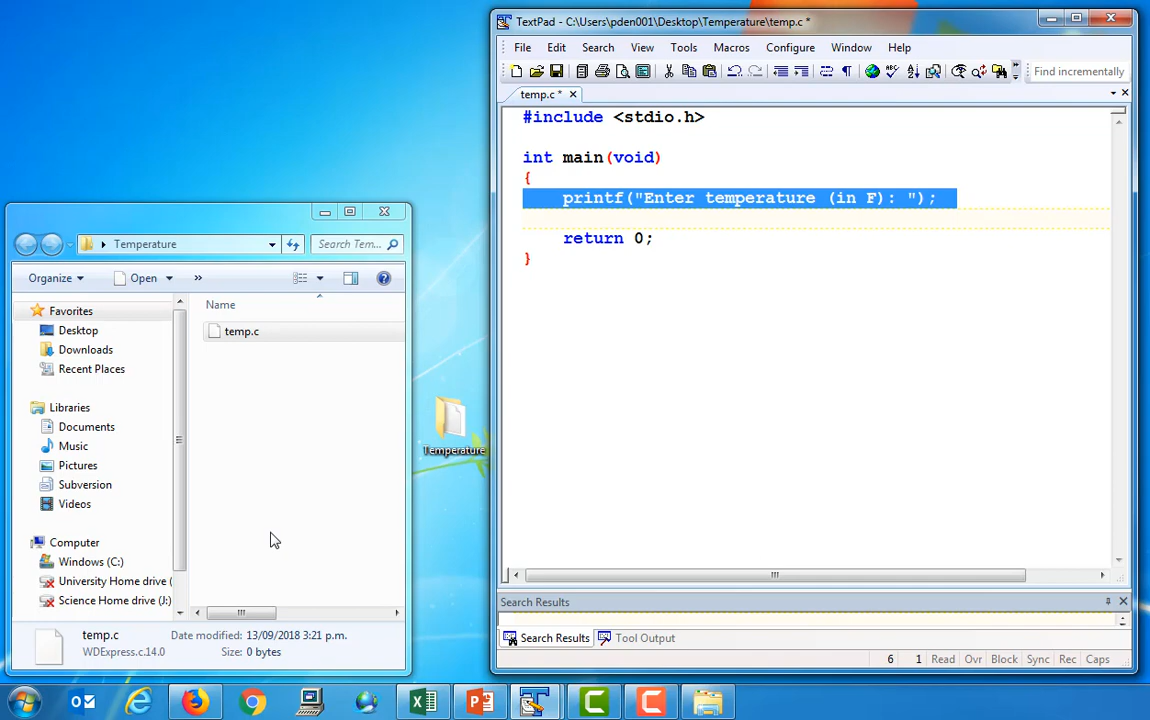 TextPad - C:\Users\pden001\Desktop\Temperature\temp.c *
File Edit Search View Tools Macros Configure Window Help
Find incrementally
temp.c *
#include <stdio.h>
int main(void)
{
printf("Enter temperature (in F): ");
return 0;
}
Search Results
Search Results Tool Output
6 1 Read Ovr Block Sync Rec Caps
Temperature
Search Tem...
Organize Open »
Favorites
Desktop
Downloads
Recent Places
Libraries
Documents
Music
Pictures
Subversion
Videos
Computer
Windows (C:)
University Home drive (
Science Home drive (J:)
Name
temp.c
temp.c Date modified: 13/09/2018 3:21 p.m.
WDExpress.c.14.0 Size: 0 bytes
Temperature